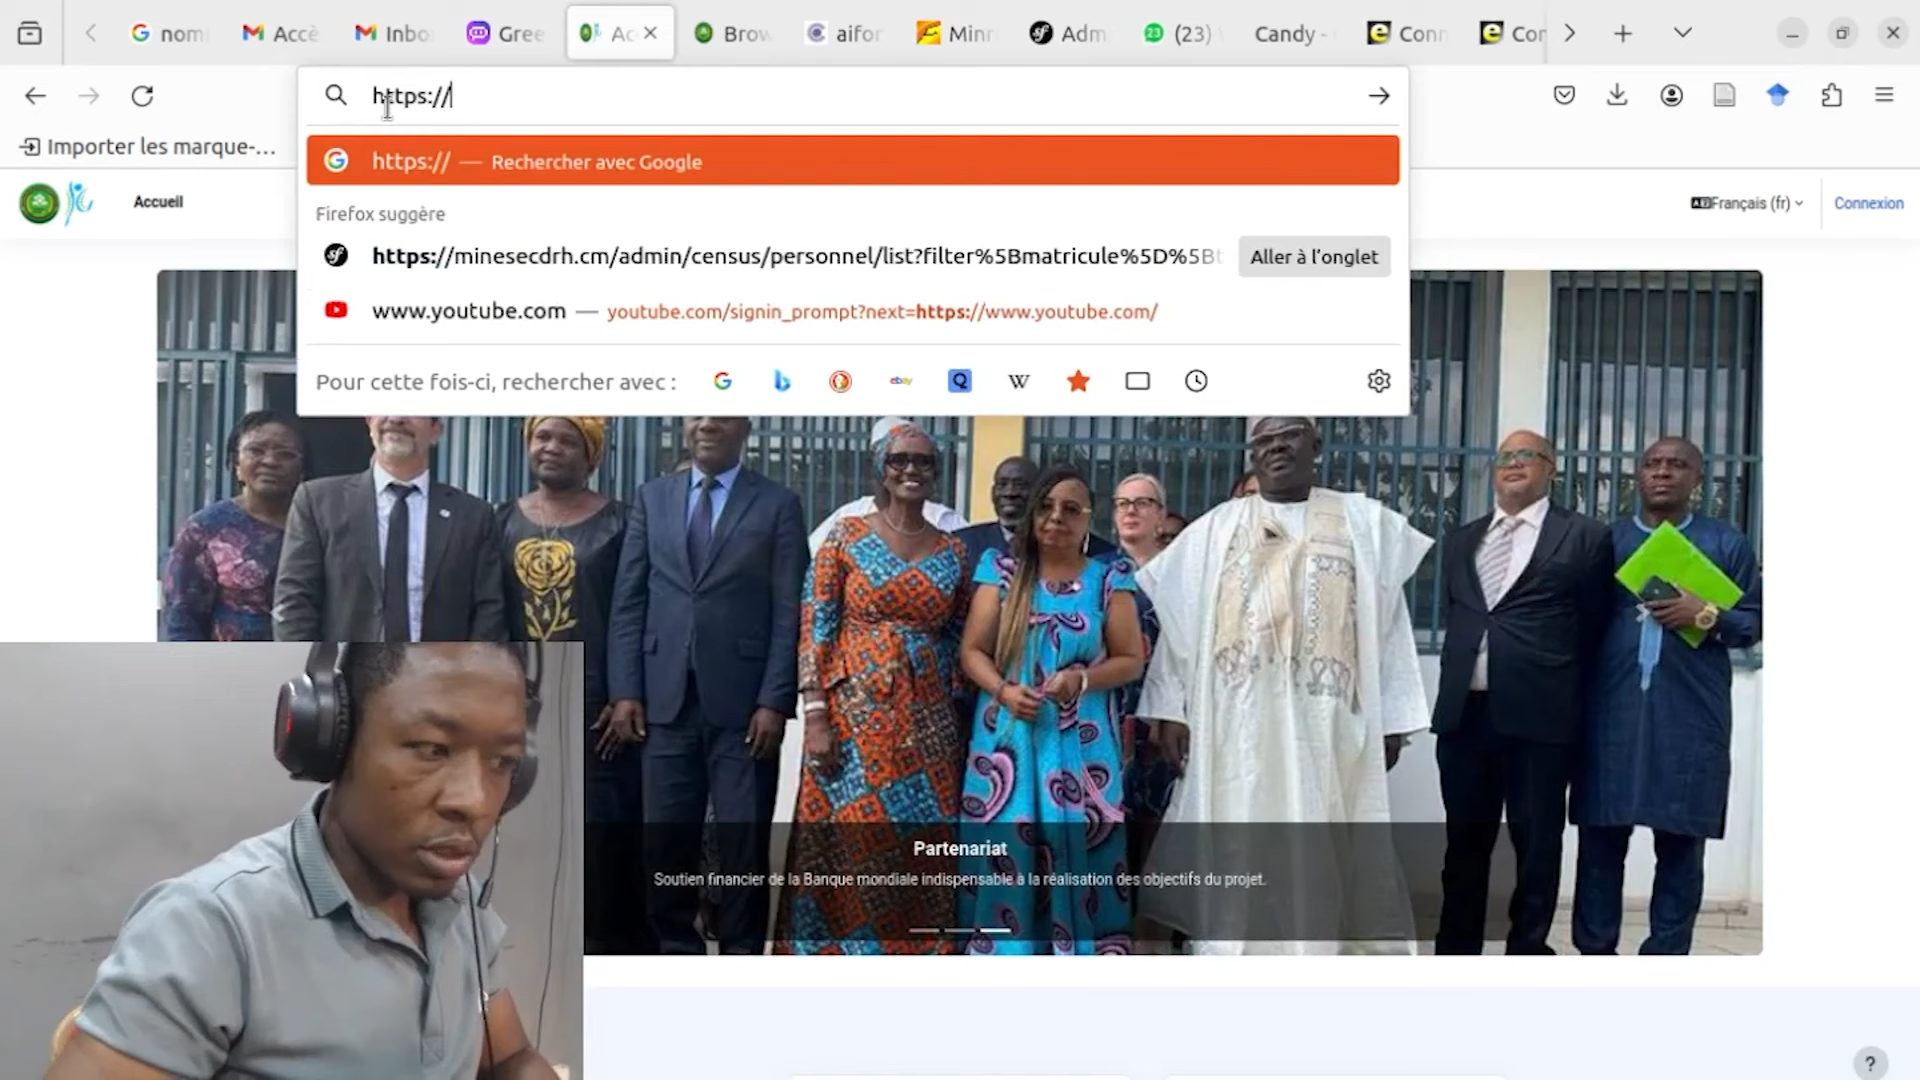 nom
Accè
Inbo
Gree
Ac
Brow
aifor
Minr
Adm
(23)
Candy -
Conn
Cor
https://
Importer les marque-...
https:// — Rechercher avec Google
Firefox suggère
https://minesecdrh.cm/admin/census/personnel/list?filter%5Bmatricule%5D%5Bt
Aller à l'onglet
www.youtube.com — youtube.com/signin_prompt?next=https://www.youtube.com/
Pour cette fois-ci, rechercher avec :
Accueil
Français (fr)
Connexion
Partenariat
Soutien financier de la Banque mondiale indispensable à la réalisation des objectifs du projet.
?